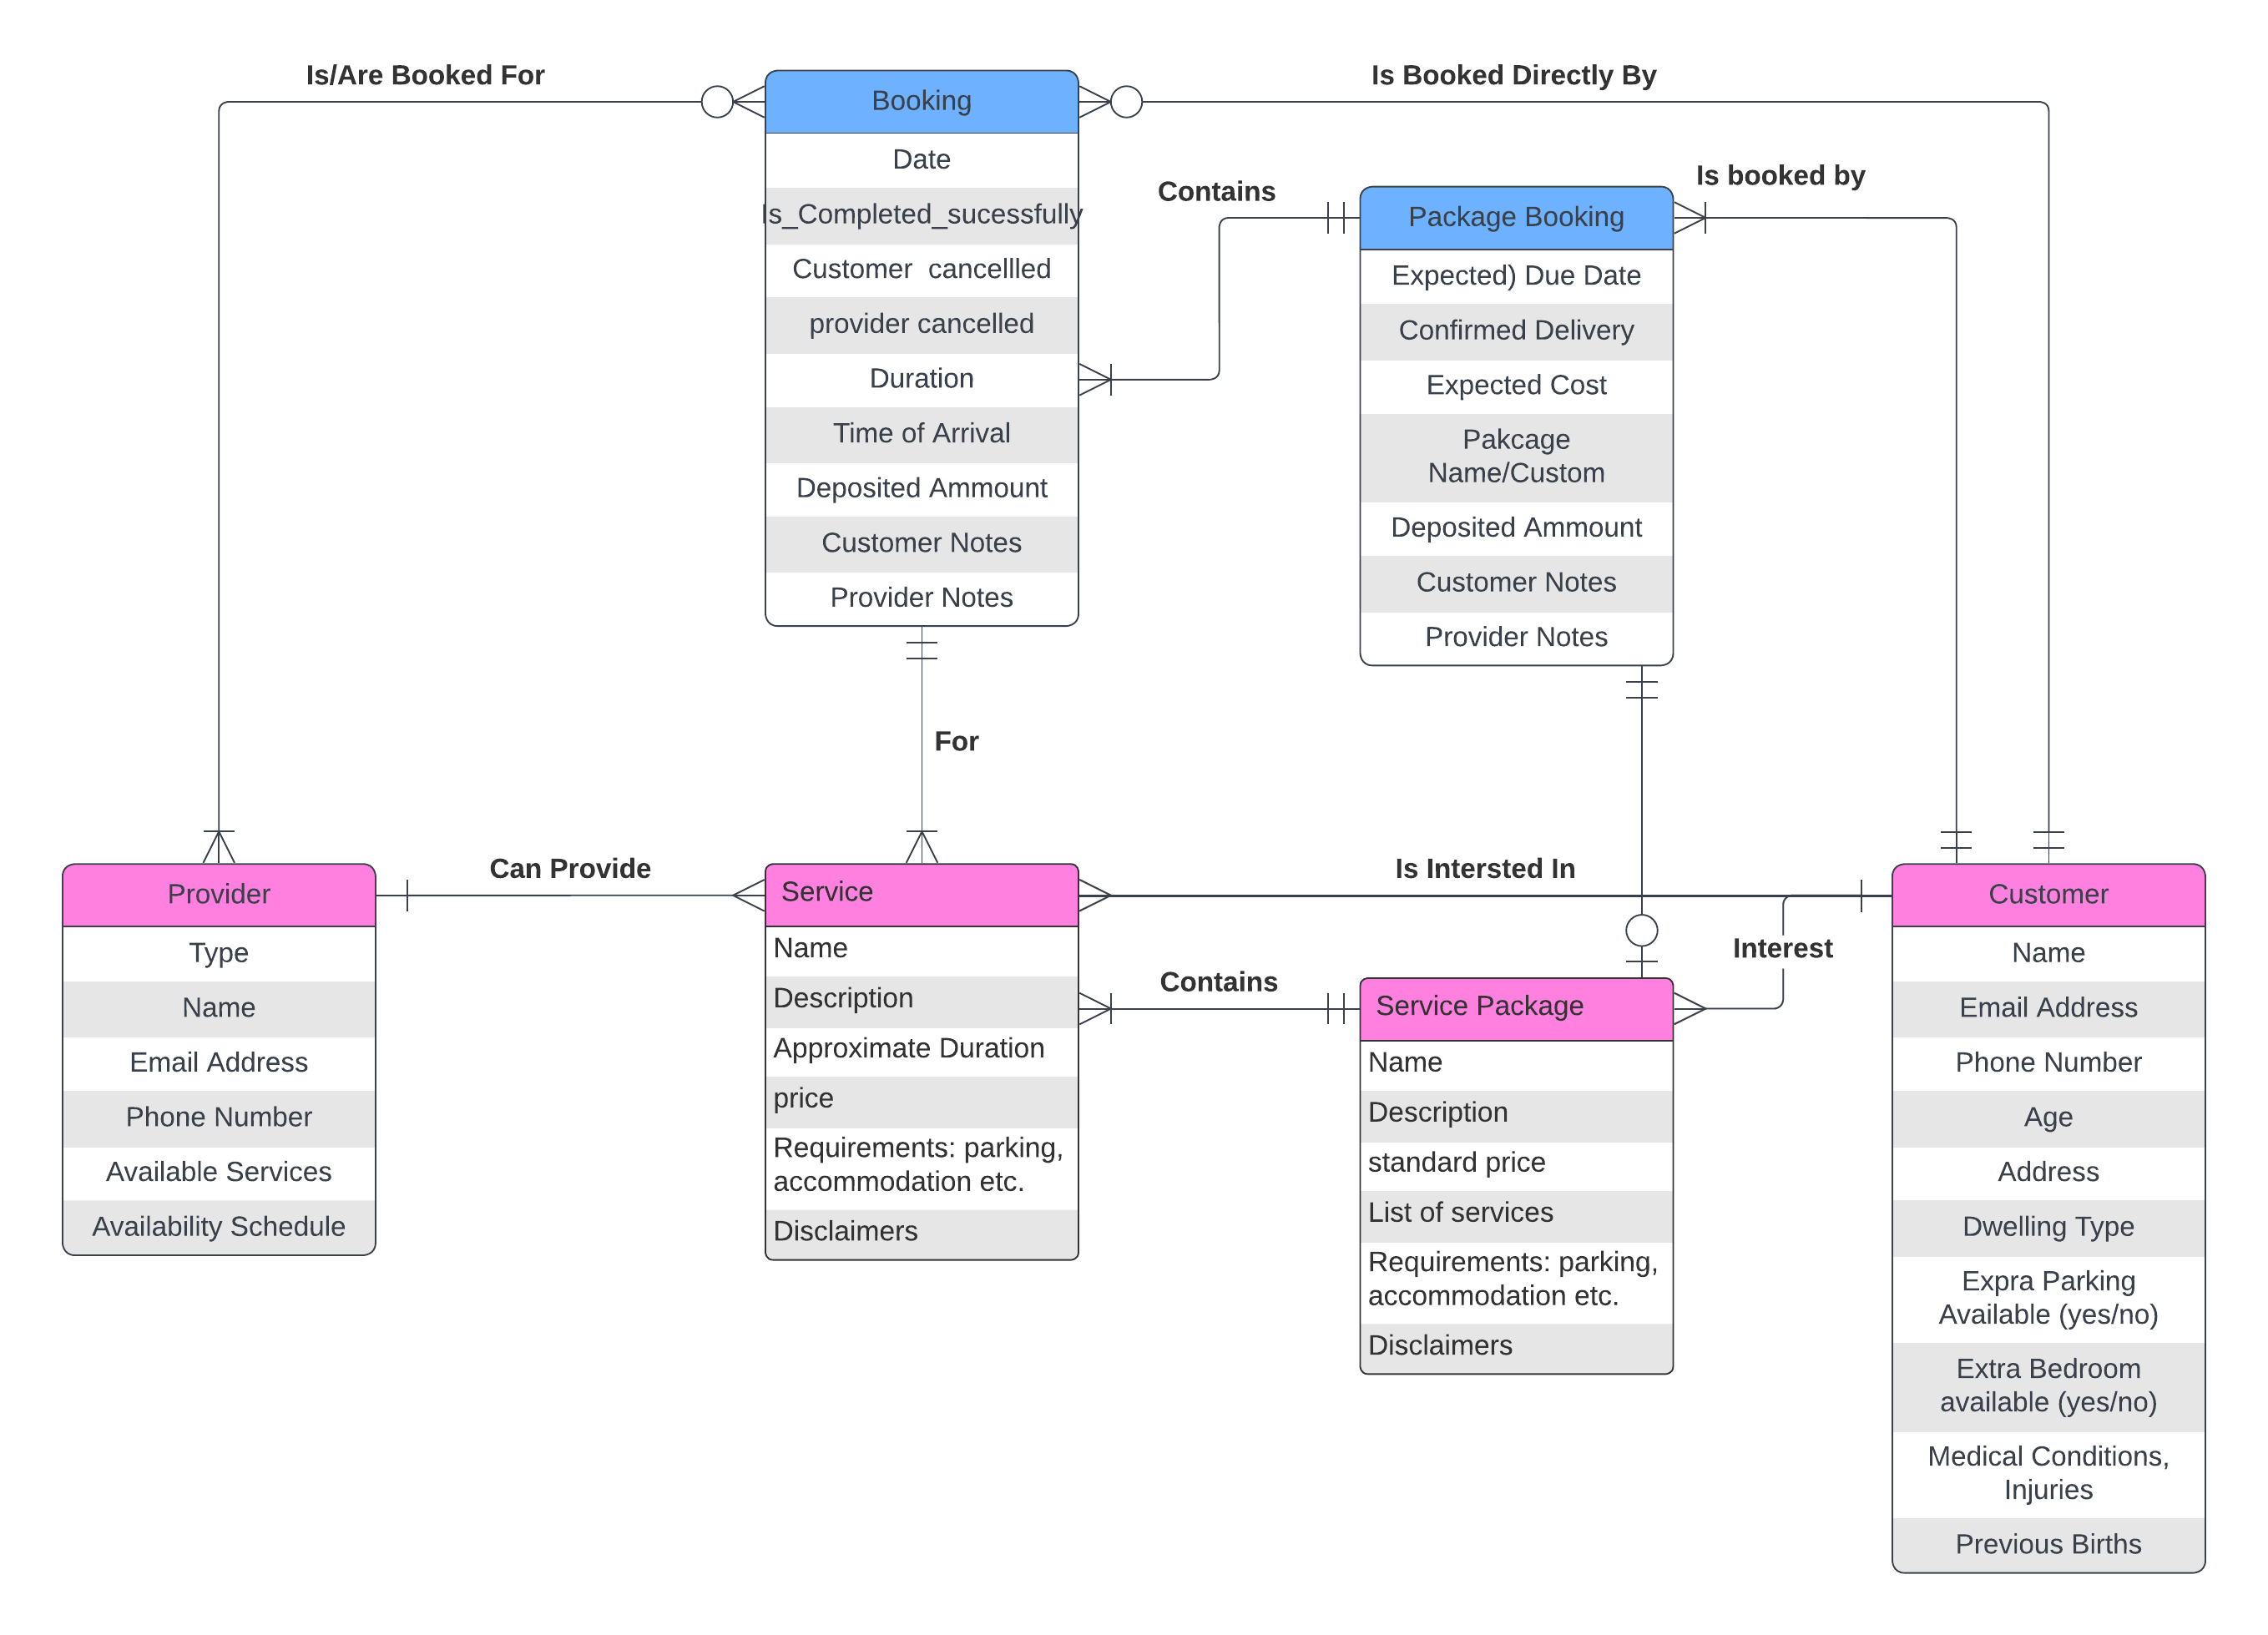 Is/Are Booked For
Is Booked Directly By
Booking
Date
Is_Completed_sucessfully
Customer  cancellled
provider cancelled
Duration
Time of Arrival
Deposited Ammount
Customer Notes
Provider Notes
Contains
Package Booking
Expected) Due Date
Confirmed Delivery
Expected Cost
Pakcage
Name/Custom
Deposited Ammount
Customer Notes
Provider Notes
Is booked by
For
Can Provide
Is Intersted In
Interest
Contains
Provider
Type
Name
Email Address
Phone Number
Available Services
Availability Schedule
Service
Name
Description
Approximate Duration
price
Requirements: parking,
accommodation etc.
Disclaimers
Service Package
Name
Description
standard price
List of services
Requirements: parking,
accommodation etc.
Disclaimers
Customer
Name
Email Address
Phone Number
Age
Address
Dwelling Type
Expra Parking
Available (yes/no)
Extra Bedroom
available (yes/no)
Medical Conditions,
Injuries
Previous Births